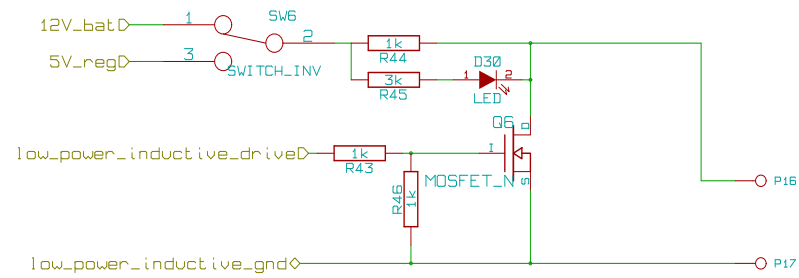 SW6
12V_bat 1
2
5V_reg 3
SWITCH_INV
1k
R44
3k
R45
D30
1 2
LED
Q6
D
low_power_inductive_drive
1k
R43
I
MOSFET_N
S
R46
1k
P16
low_power_inductive_gnd
P17